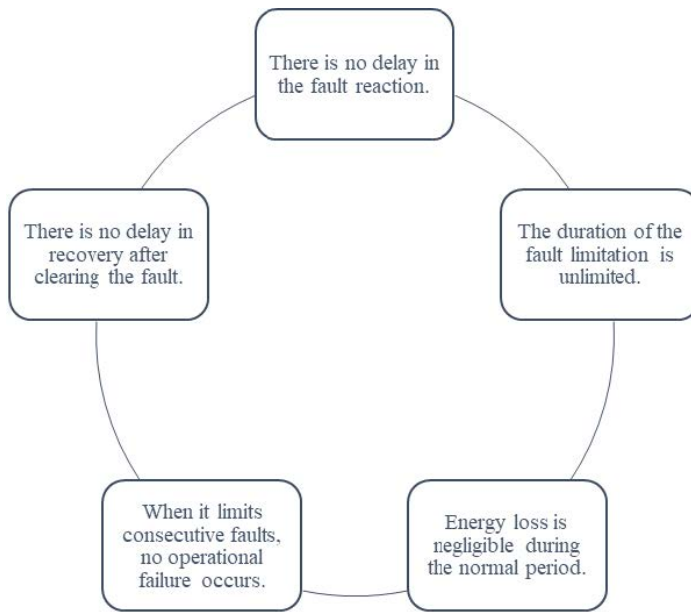 There is no delay in
the fault reaction.
The duration of the
fault limitation is
unlimited.
Energy loss is
negligible during
the normal period.
When it limits
consecutive faults,
no operational
failure occurs.
There is no delay in
recovery after
clearing the fault.